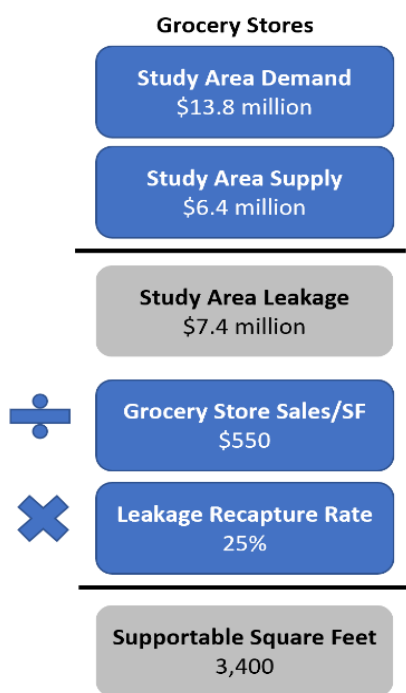 Grocery Stores
Study Area Demand
$13.8 million
Study Area Supply
$6.4 million
Study Area Leakage
$7.4 million
Grocery Store Sales/SF
$550
Leakage Recapture Rate
25%
Supportable Square Feet
3,400